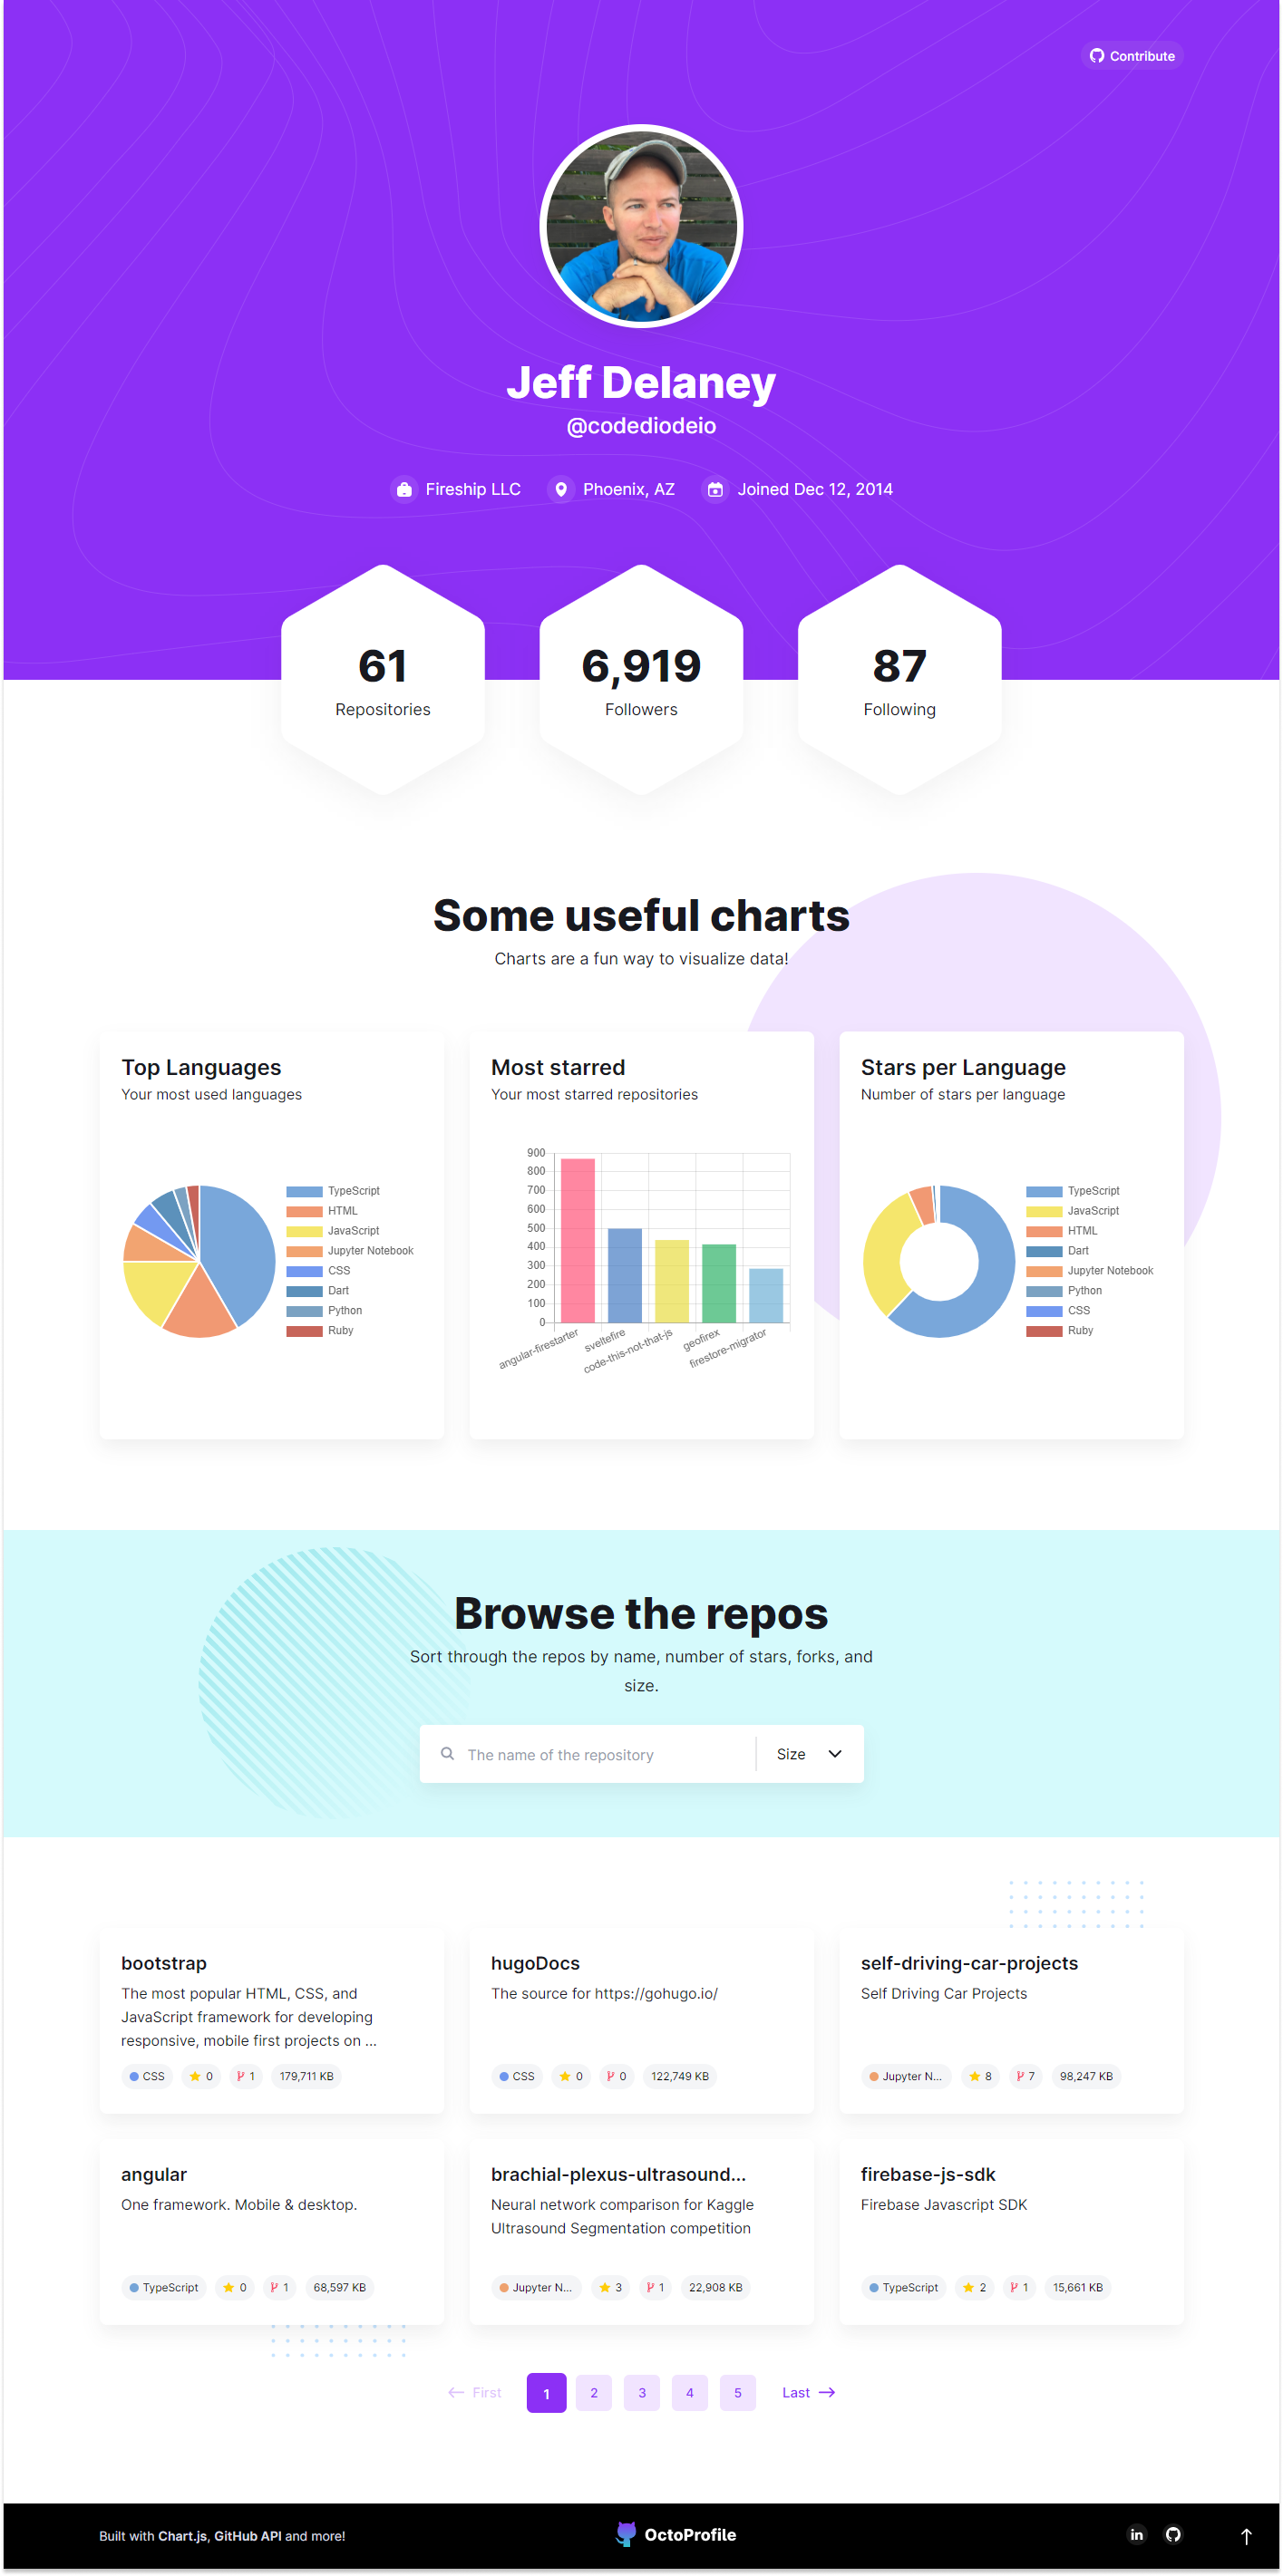 Contribute
Jeff Delaney
@codediodeio
Fireship LLC
Phoenix, AZ
Joined Dec 12, 2014
61
Repositories
6,919
Followers
87
Following
Some useful charts
Charts are a fun way to visualize data!
Top Languages
Your most used languages
TypeScript
HTML
JavaScript
Jupyter Notebook
CSS
Dart
Python
Ruby
Most starred
Your most starred repositories
900
800
700
600
500
400
300
200
100
0
angular-firestarter
sveltefire
code-this-not-that-js
geofirex
firestore-migrator
Stars per Language
Number of stars per language
TypeScript
JavaScript
HTML
Dart
Jupyter Notebook
Python
CSS
Ruby
Browse the repos
Sort through the repos by name, number of stars, forks, and
size.
The name of the repository
Size
bootstrap
The most popular HTML, CSS, and
JavaScript framework for developing
responsive, mobile first projects on ...
CSS 0 1 179,711 KB
hugoDocs
The source for https://gohugo.io/
CSS 0 0 122,749 KB
self-driving-car-projects
Self Driving Car Projects
Jupyter N... 8 7 98,247 KB
angular
One framework. Mobile & desktop.
TypeScript 0 1 68,597 KB
brachial-plexus-ultrasound...
Neural network comparison for Kaggle
Ultrasound Segmentation competition
Jupyter N... 3 1 22,908 KB
firebase-js-sdk
Firebase Javascript SDK
TypeScript 2 1 15,661 KB
← First 1 2 3 4 5 Last →
Built with Chart.js, GitHub API and more!
OctoProfile
in